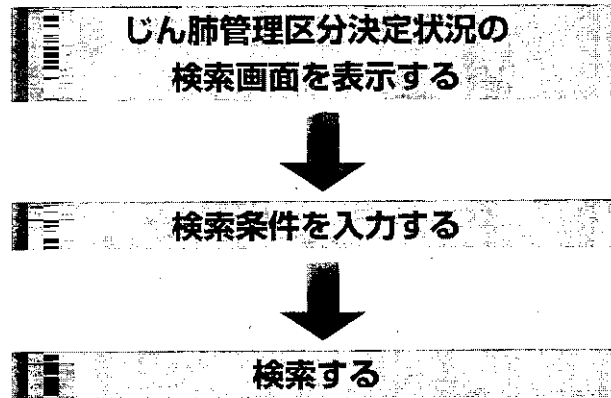 じん肺管理区分決定状況の
検索画面を表示する
検索条件を入力する
検索する